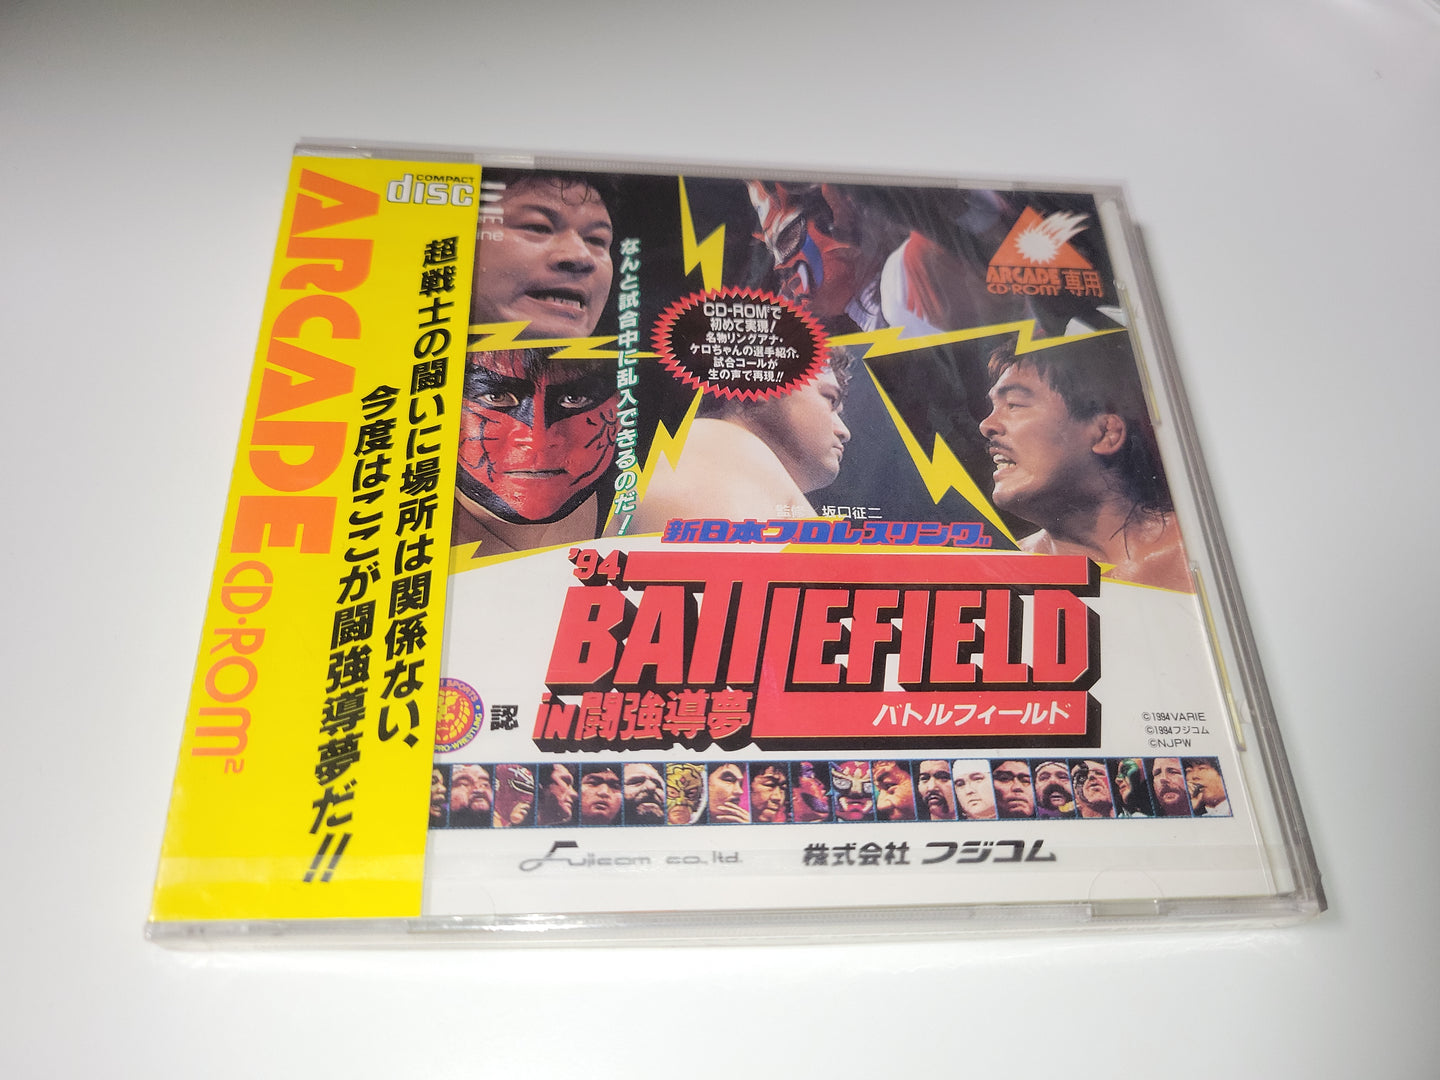 COMPACT
disc
ARCADE CD-ROM²
超戦士の闘いに場所は関係ない、
今度はここが闘強導夢だ!!
なんと試合中に乱入できるのだ!
CD-ROM²で
初めて実現!
名物リングアナ・
ケロちゃんの選手紹介、
試合コールが
生の声で再現!!
ARCADE
CD-ROM² 専用
監修 坂口征二
新日本プロレスリング
'94
BATTLEFIELD
in闘強導夢
バトルフィールド
認
©1994 VARIE
©1994 フジコム
©NJPW
Fujicom co.,ltd.
株式会社 フジコム